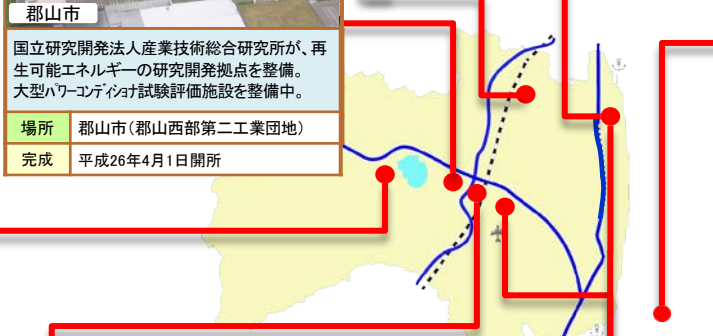 郡山市
国立研究開発法人産業技術総合研究所が、再
生可能エネルギーの研究開発拠点を整備。
大型パワーコンディショナ試験評価施設を整備中。
場所 郡山市(郡山西部第二工業団地)
完成 平成26年4月1日開所